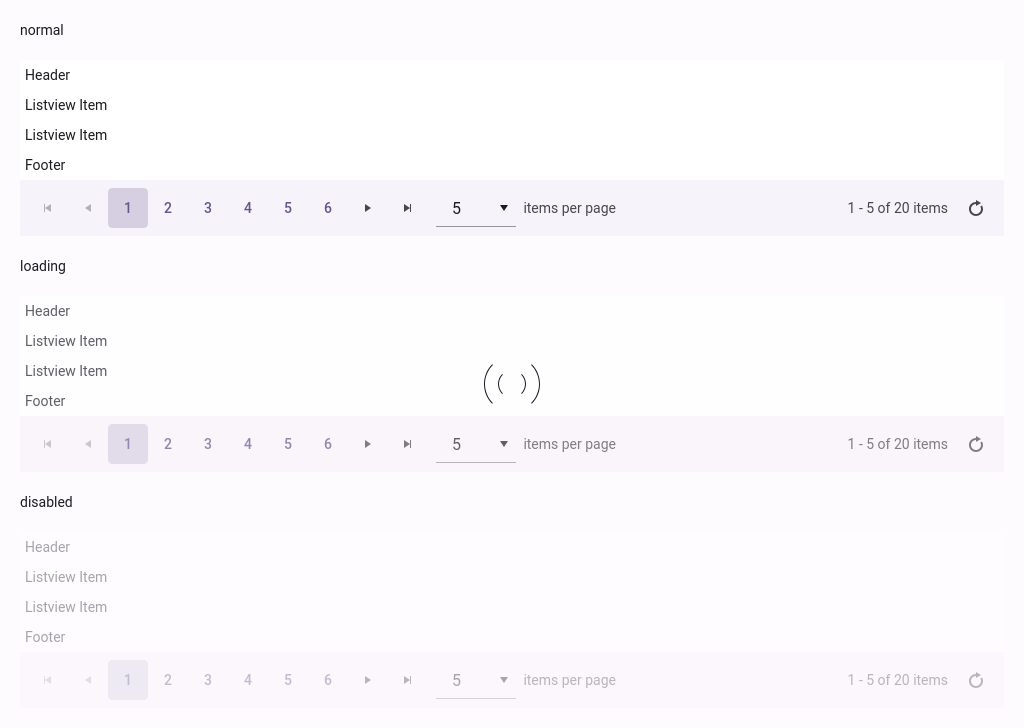 normal
Header
Listview Item
Listview Item
Footer
1 2 3 4 5 6 5 items per page 1 - 5 of 20 items
loading
Header
Listview Item
Listview Item
Footer
1 2 3 4 5 6 5 items per page 1 - 5 of 20 items
disabled
Header
Listview Item
Listview Item
Footer
1 2 3 4 5 6 5 items per page 1 - 5 of 20 items